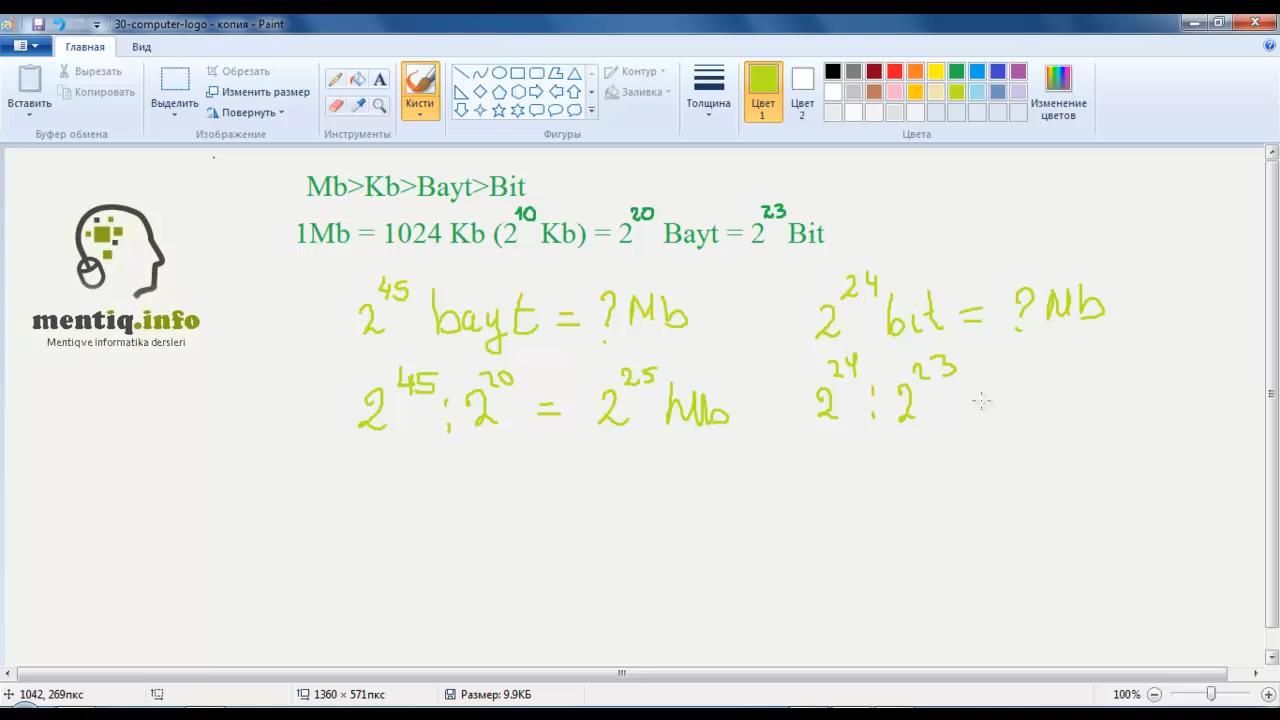 30-computer-logo - копия - Paint
Главная Вид
Вставить
Вырезать
Копировать
Буфер обмена
Выделить
Обрезать
Изменить размер
Повернуть
Изображение
A
Инструменты
Кисти
Контур
Заливка
Фигуры
Толщина
Цвет 1
Цвет 2
Изменение цветов
Цвета
Mb>Kb>Bayt>Bit
1Mb = 1024 Kb (2^10 Kb) = 2^20 Bayt = 2^23 Bit
mentiq.info
Mentiqve informatika dersleri
2^45 bayt = ? Mb
2^24 bit = ? Mb
2^45 : 2^20 = 2^25 Mb
2^24 : 2^23
1042, 269пкс
1360 × 571пкс
Размер: 9.9КБ
100%